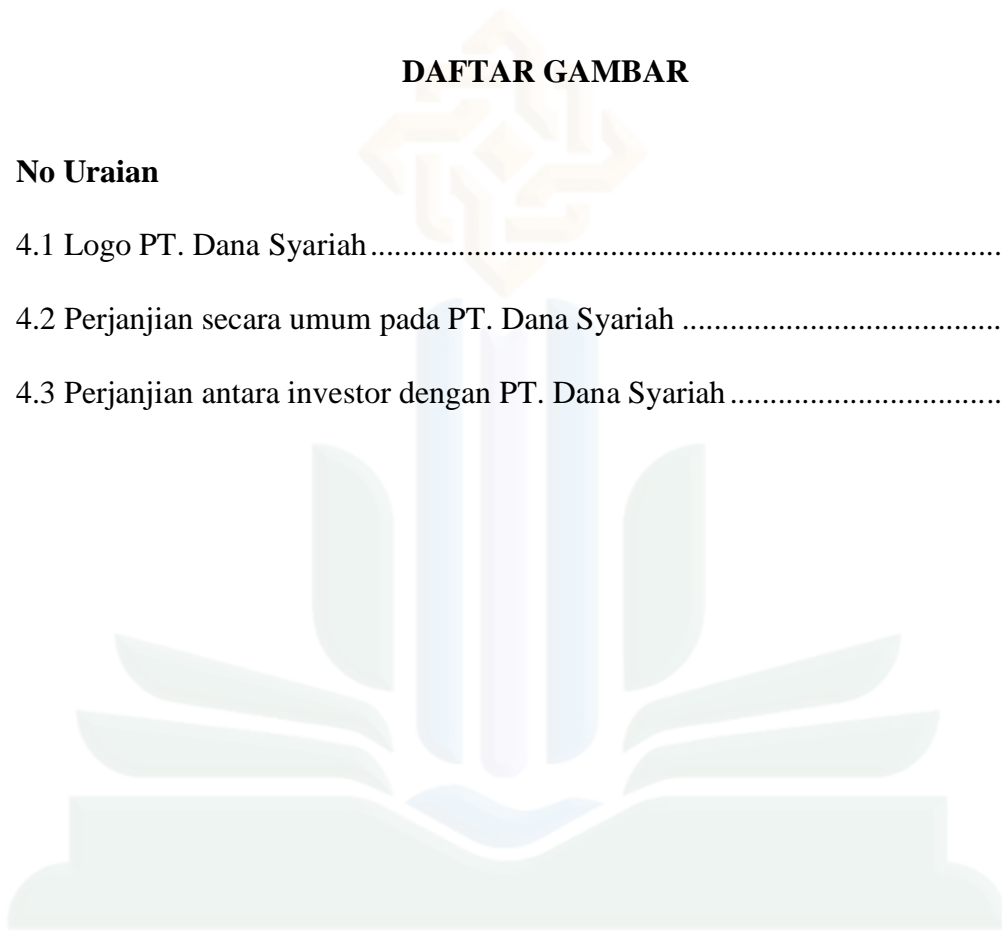 DAFTAR GAMBAR
No Uraian
4.1 Logo PT. Dana Syariah................................................................................
4.2 Perjanjian secara umum pada PT. Dana Syariah ........................................
4.3 Perjanjian antara investor dengan PT. Dana Syariah ..................................